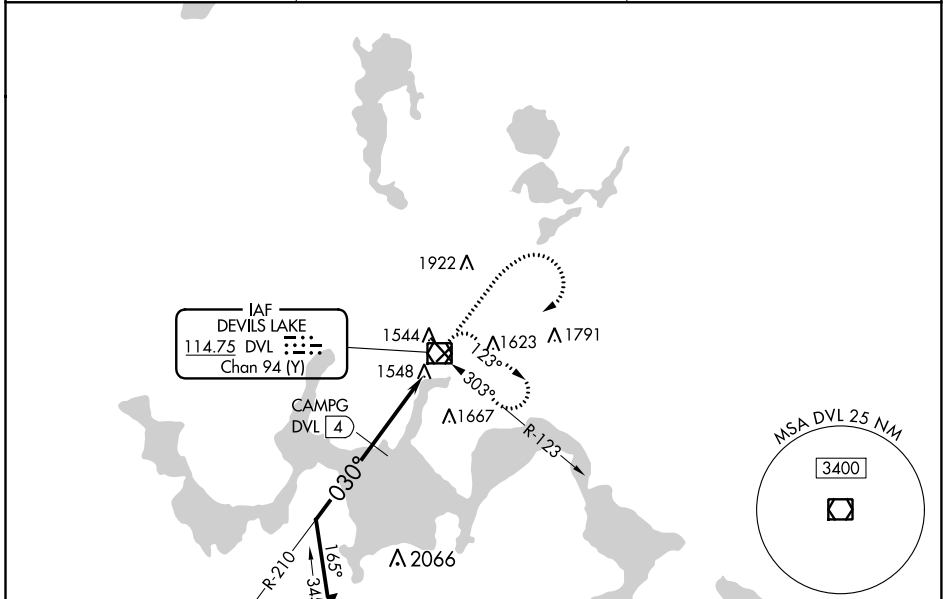 1922
IAF
DEVILS LAKE
114.75 DVL
Chan 94 (Y)
1544
1623
1791
123°
1548
303°
CAMPG
DVL 4
1667
R-123
MSA DVL 25 NM
3400
030°
2066
R-210
165°